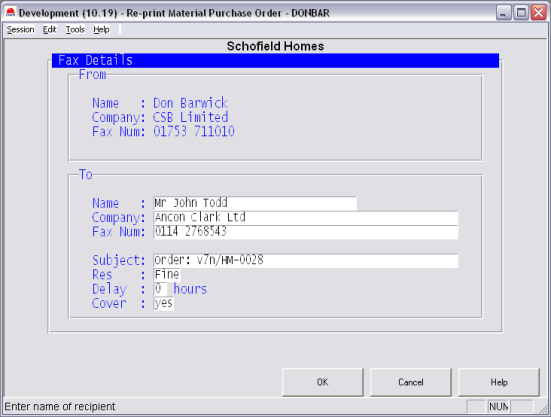 Development (10.19) - Re-print Material Purchase Order - DONBAR
Session Edit Tools Help
Schofield Homes
Fax Details
From
Name : Don Barwick
Company: CSB Limited
Fax Num: 01753 711010
To
Name : Mr John Todd
Company: Ancon Clark Ltd
Fax Num: 0114 2768543
Subject: Order: v7n/HM-0028
Res : Fine
Delay : 0 hours
Cover : yes
OK Cancel Help
Enter name of recipient NUM